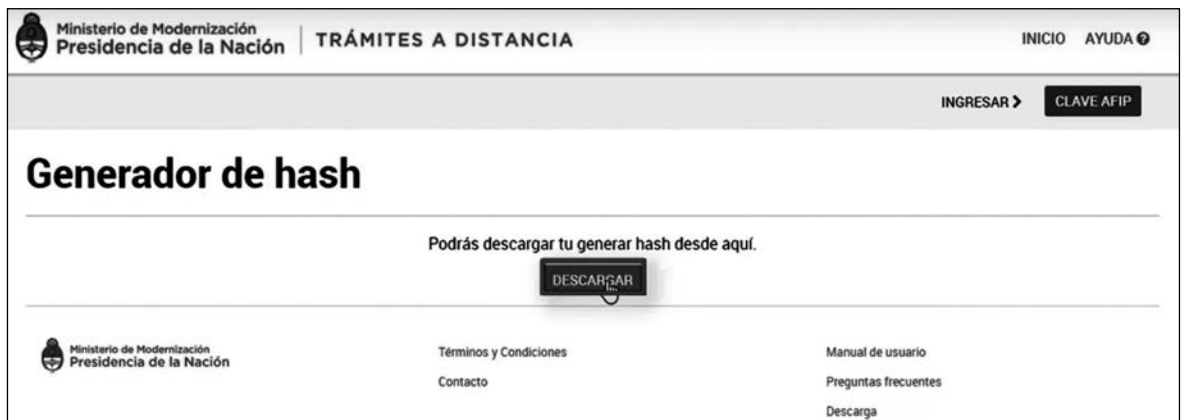 Ministerio de Modernización
Presidencia de la Nación
TRÁMITES A DISTANCIA
INICIO AYUDA
INGRESAR CLAVE AFIP
Generador de hash
Podrás descargar tu generar hash desde aquí.
DESCARGAR
Ministerio de Modernización
Presidencia de la Nación
Términos y Condiciones
Contacto
Manual de usuario
Preguntas frecuentes
Descarga